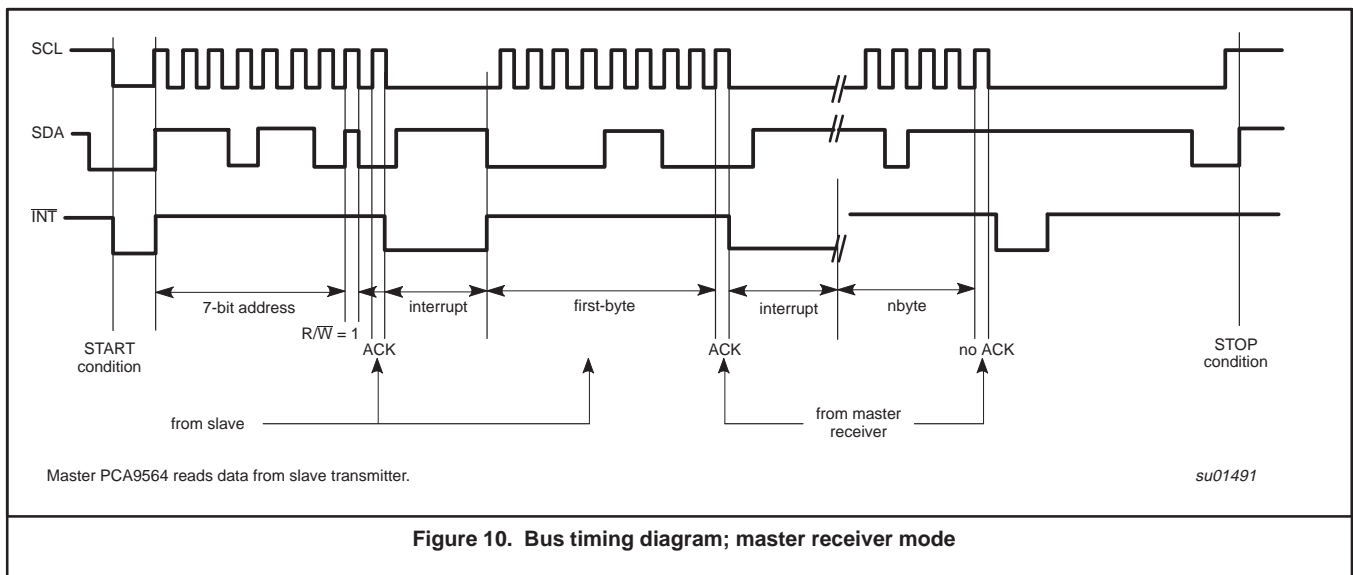 SCL
SDA
INT
7-bit address
interrupt
first-byte
interrupt
nbyte
R/W = 1
START
condition
ACK
ACK
no ACK
STOP
condition
from slave
from master
receiver
Master PCA9564 reads data from slave transmitter.
su01491
Figure 10. Bus timing diagram; master receiver mode